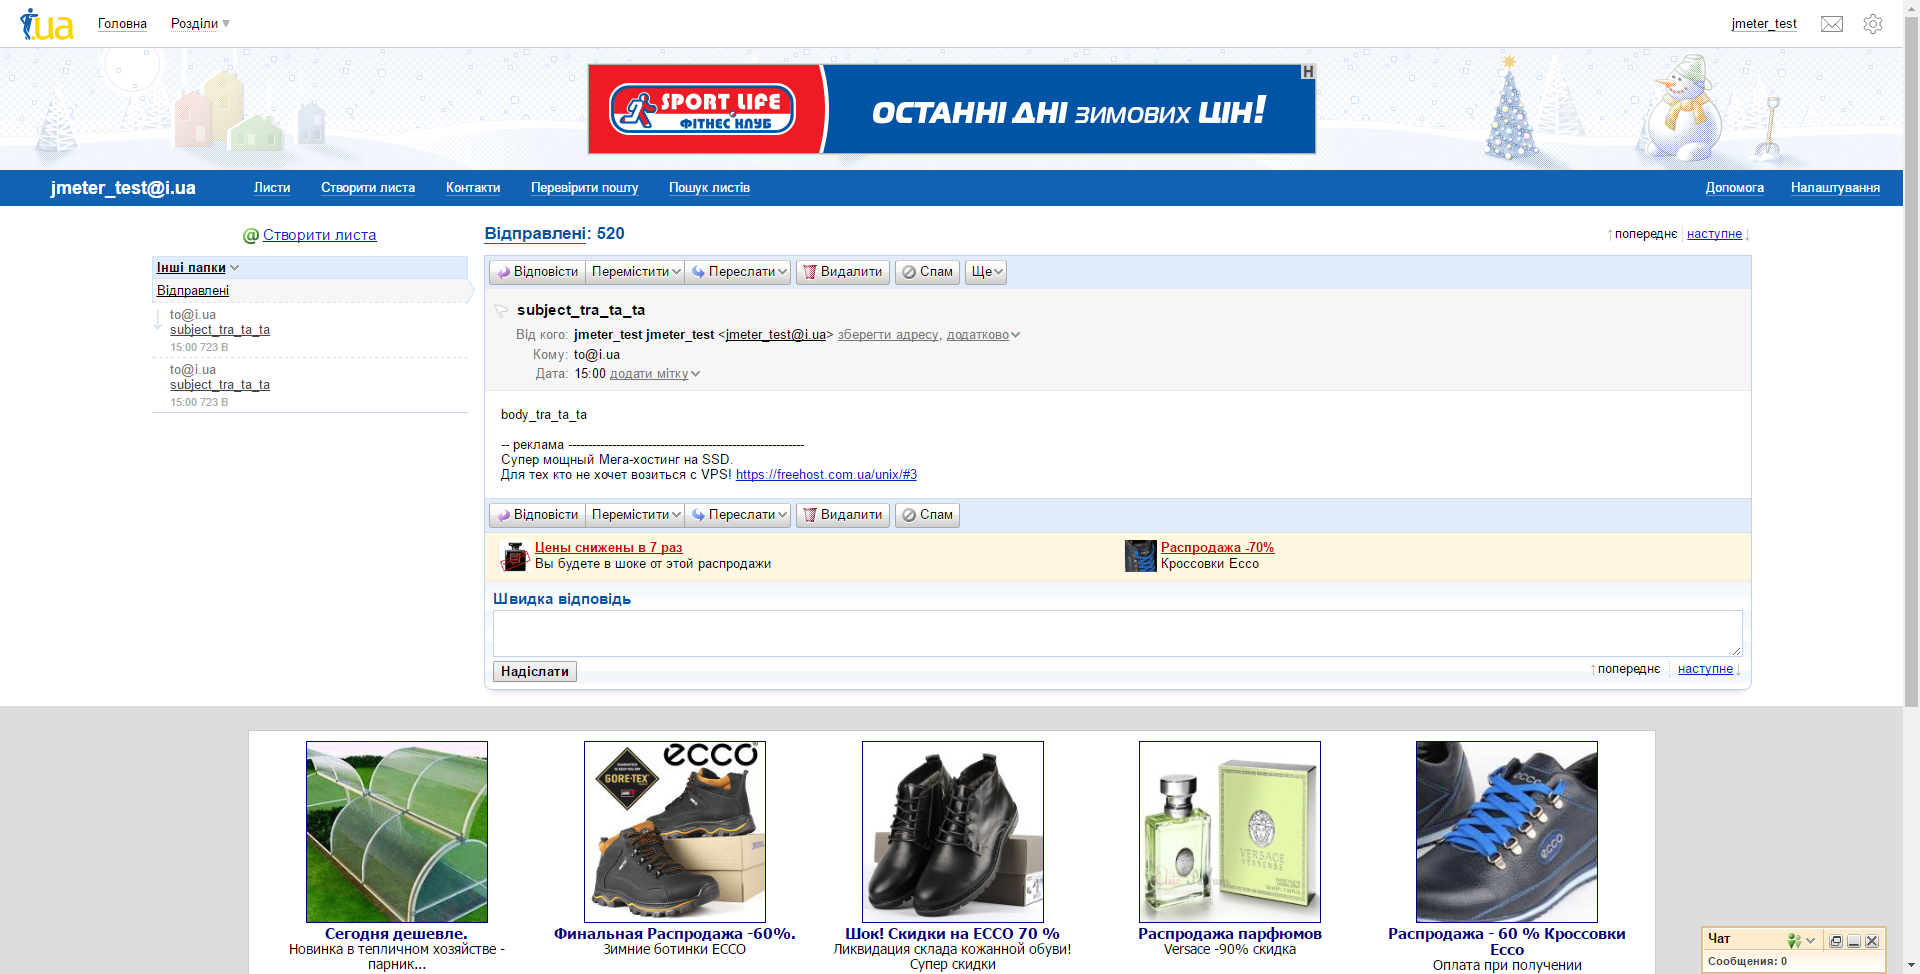 i.ua
Головна
Розділи
jmeter_test
SPORT LIFE
ФІТНЕС КЛУБ
ОСТАННІ ДНІ ЗИМОВИХ ЦІН!
H
jmeter_test@i.ua
Листи
Створити листа
Контакти
Перевірити пошту
Пошук листів
Допомога
Налаштування
@ Створити листа
Інші папки
Відправлені
to@i.ua
subject_tra_ta_ta
15:00 723 B
to@i.ua
subject_tra_ta_ta
15:00 723 B
Відправлені: 520
↑попереднє наступне↓
Відповісти Перемістити Переслати Видалити Спам Ще
subject_tra_ta_ta
Від кого: jmeter_test jmeter_test <jmeter_test@i.ua> зберегти адресу, додатково
Кому: to@i.ua
Дата: 15:00 додати мітку
body_tra_ta_ta
-- реклама -----------------------------------------------------------
Супер мощный Мега-хостинг на SSD.
Для тех кто не хочет возиться с VPS! https://freehost.com.ua/unix/#3
Відповісти Перемістити Переслати Видалити Спам
Цены снижены в 7 раз
Вы будете в шоке от этой распродажи
Распродажа -70%
Кроссовки Ecco
Швидка відповідь
Надіслати
↑попереднє наступне↓
ecco
GORE-TEX
VERSACE
VERSENSE
ecco
ecco
Сегодня дешевле.
Новинка в тепличном хозяйстве -
парник...
Финальная Распродажа -60%.
Зимние ботинки ECCO
Шок! Скидки на ECCO 70 %
Ликвидация склада кожанной обуви!
Супер скидки
Распродажа парфюмов
Versace -90% скидка
Распродажа - 60 % Кроссовки
Ecco
Оплата при получении
Чат
Сообщения: 0